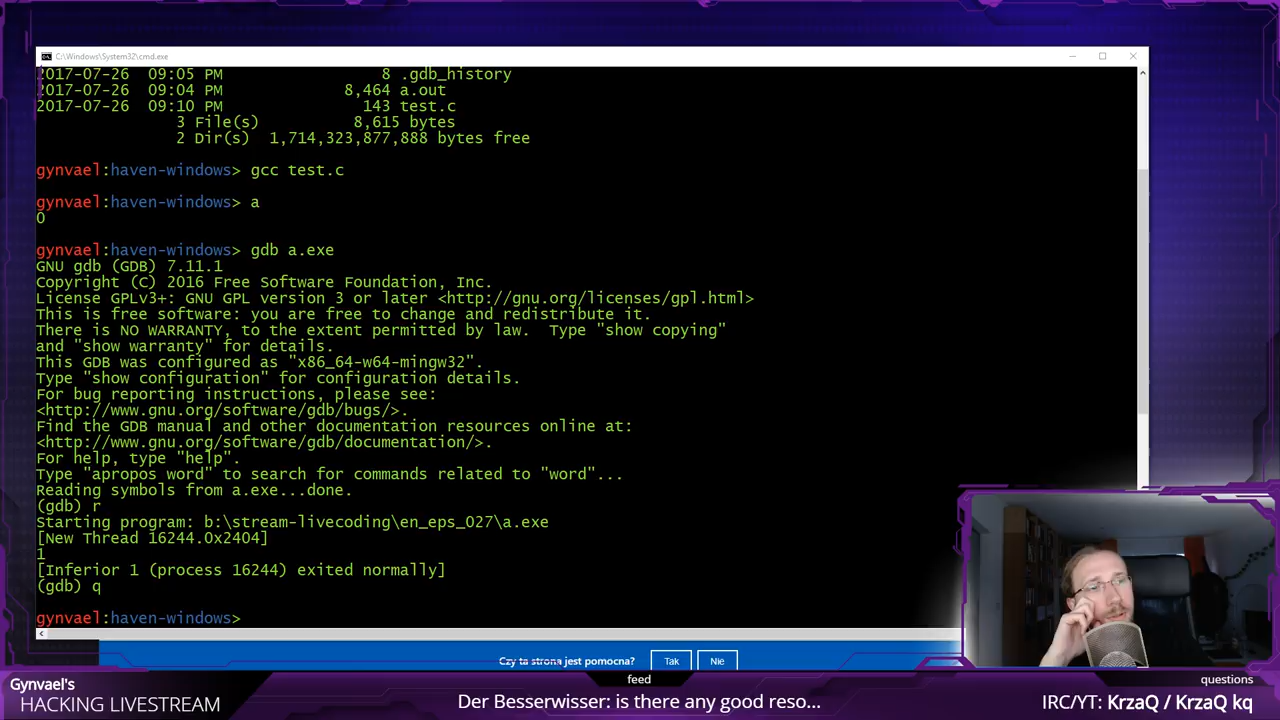 C:\Windows\System32\cmd.exe
2017-07-26  09:05 PM                 8 .gdb_history
2017-07-26  09:04 PM             8,464 a.out
2017-07-26  09:10 PM               143 test.c
               3 File(s)          8,615 bytes
               2 Dir(s)  1,714,323,877,888 bytes free
gynvael:haven-windows> gcc test.c
gynvael:haven-windows> a
0
gynvael:haven-windows> gdb a.exe
GNU gdb (GDB) 7.11.1
Copyright (C) 2016 Free Software Foundation, Inc.
License GPLv3+: GNU GPL version 3 or later <http://gnu.org/licenses/gpl.html>
This is free software: you are free to change and redistribute it.
There is NO WARRANTY, to the extent permitted by law.  Type "show copying"
and "show warranty" for details.
This GDB was configured as "x86_64-w64-mingw32".
Type "show configuration" for configuration details.
For bug reporting instructions, please see:
<http://www.gnu.org/software/gdb/bugs/>.
Find the GDB manual and other documentation resources online at:
<http://www.gnu.org/software/gdb/documentation/>.
For help, type "help".
Type "apropos word" to search for commands related to "word"...
Reading symbols from a.exe...done.
(gdb) r
Starting program: b:\stream-livecoding\en_eps_027\a.exe
[New Thread 16244.0x2404]
1
[Inferior 1 (process 16244) exited normally]
(gdb) q
gynvael:haven-windows>
Czy ta strona jest pomocna? Tak Nie
Gynvael's
HACKING LIVESTREAM
feed
Der Besserwisser: is there any good reso...
questions
IRC/YT: KrzaQ / KrzaQ kq